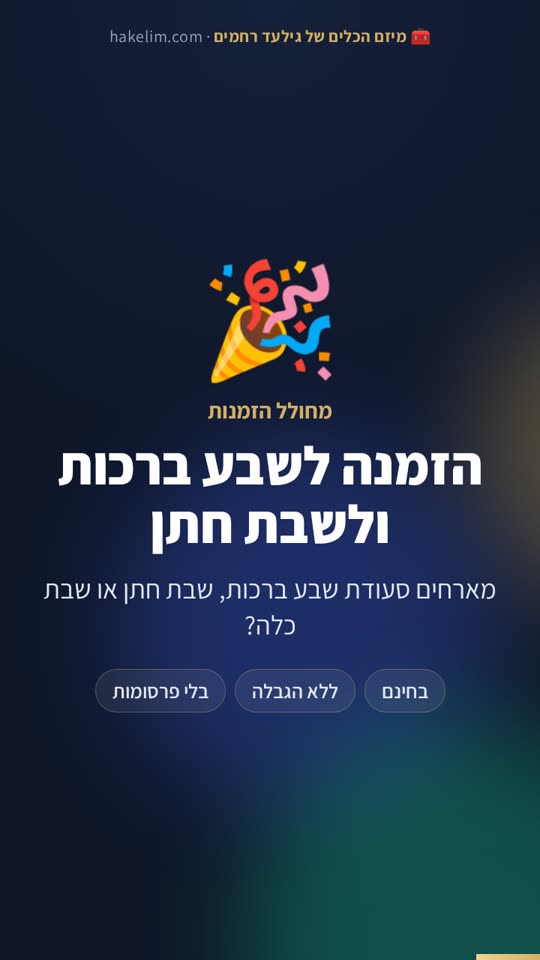 🧰 מיזם הכלים של גילעד רחמים · hakelim.com
מחולל הזמנות
הזמנה לשבע ברכות
ולשבת חתן
מארחים סעודת שבע ברכות, שבת חתן או שבת
כלה?
בחינם
ללא הגבלה
בלי פרסומות